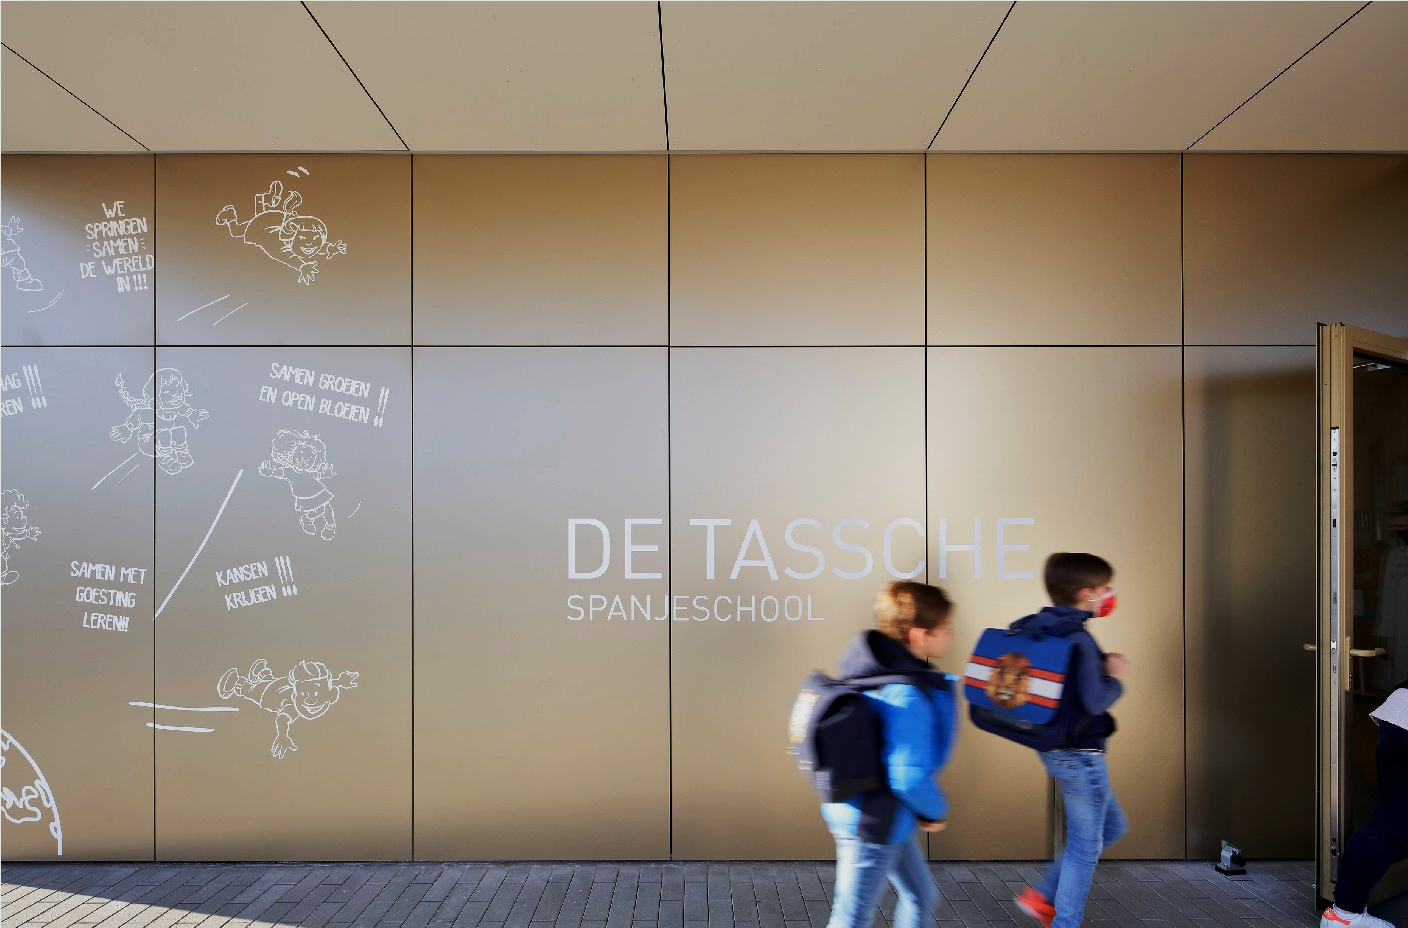 WE
SPRINGEN
SAMEN
DE WERELD
IN!!!
SAMEN GROEIEN
EN OPEN BLOEIEN !!
SAMEN MET
GOESTING
LEREN!!!
KANSEN
KRIJGEN !!!
DE TASSCHE
SPANJESCHOOL